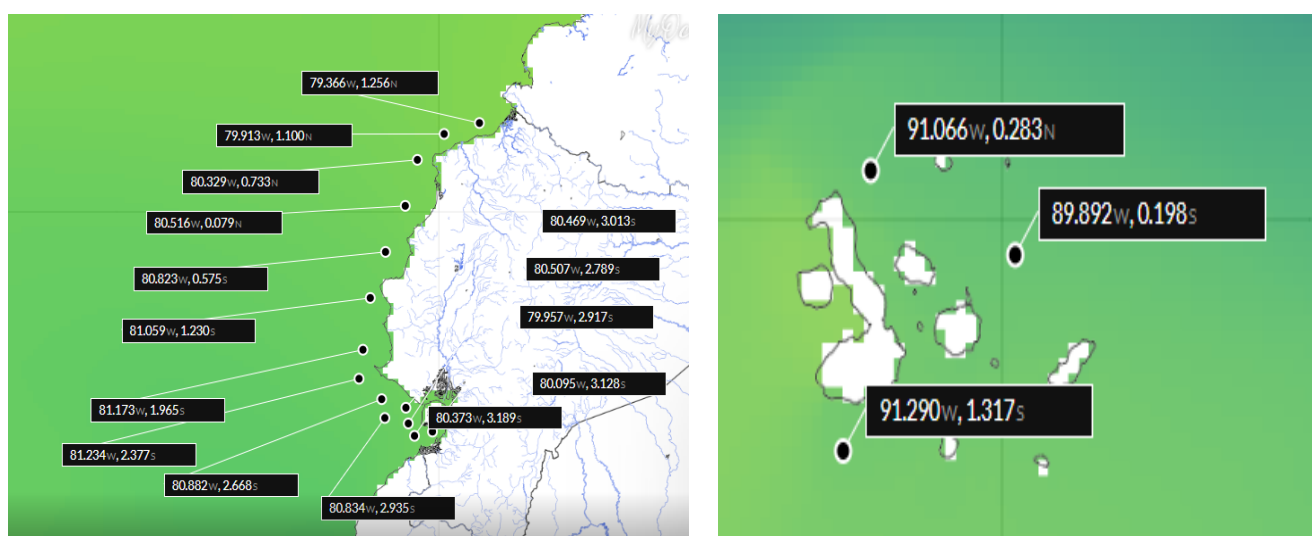 MyOc
79.366W, 1.256N
79.913W, 1.100N
80.329W, 0.733N
80.516W, 0.079N
80.823W, 0.575S
81.059W, 1.230S
81.173W, 1.965S
81.234W, 2.377S
80.882W, 2.668S
80.834W, 2.935S
80.469W, 3.013S
80.507W, 2.789S
79.957W, 2.917S
80.095W, 3.128S
80.373W, 3.189S
91.066W, 0.283N
89.892W, 0.198S
91.290W, 1.317S